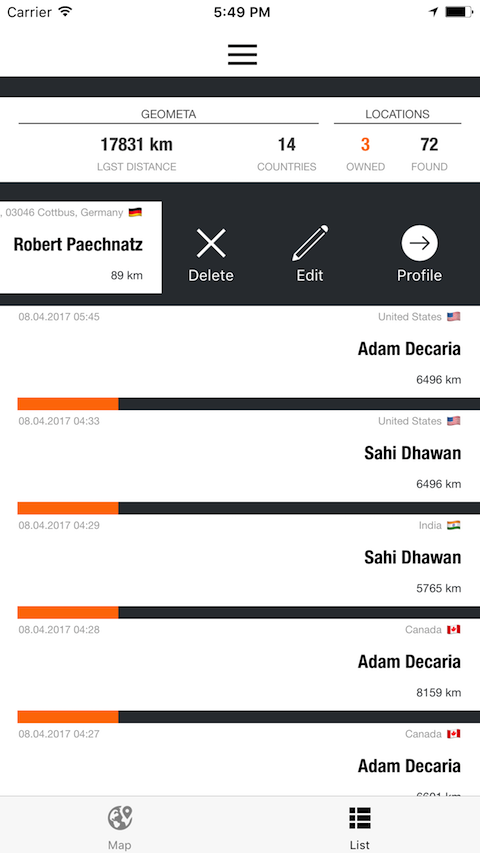 Carrier 5:49 PM
GEOMETA LOCATIONS
17831 km 14 3 72
LGST DISTANCE COUNTRIES OWNED FOUND
, 03046 Cottbus, Germany
Robert Paechnatz
89 km
Delete Edit Profile
08.04.2017 05:45 United States
Adam Decaria
6496 km
08.04.2017 04:33 United States
Sahi Dhawan
6496 km
08.04.2017 04:29 India
Sahi Dhawan
5765 km
08.04.2017 04:28 Canada
Adam Decaria
8159 km
08.04.2017 04:27 Canada
Adam Decaria
km
Map List